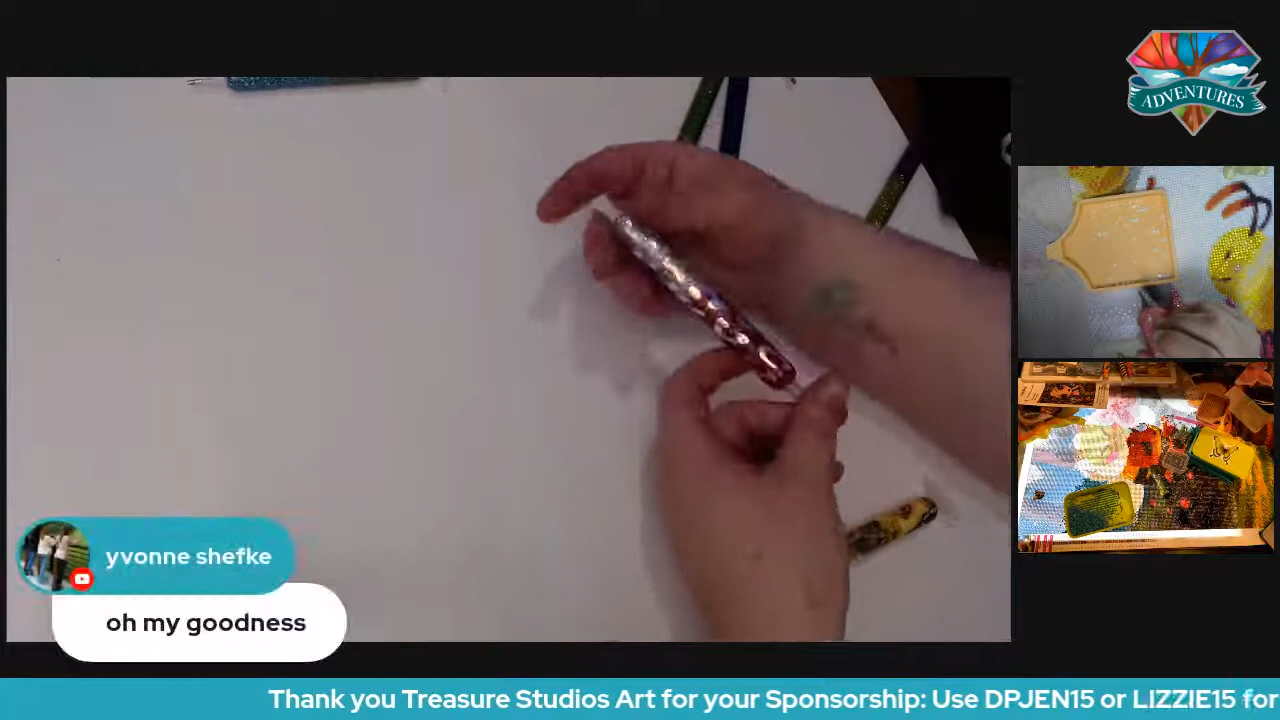 ADVENTURES
yvonne shefke
oh my goodness
Thank you Treasure Studios Art for your Sponsorship: Use DPJEN15 or LIZZIE15 for